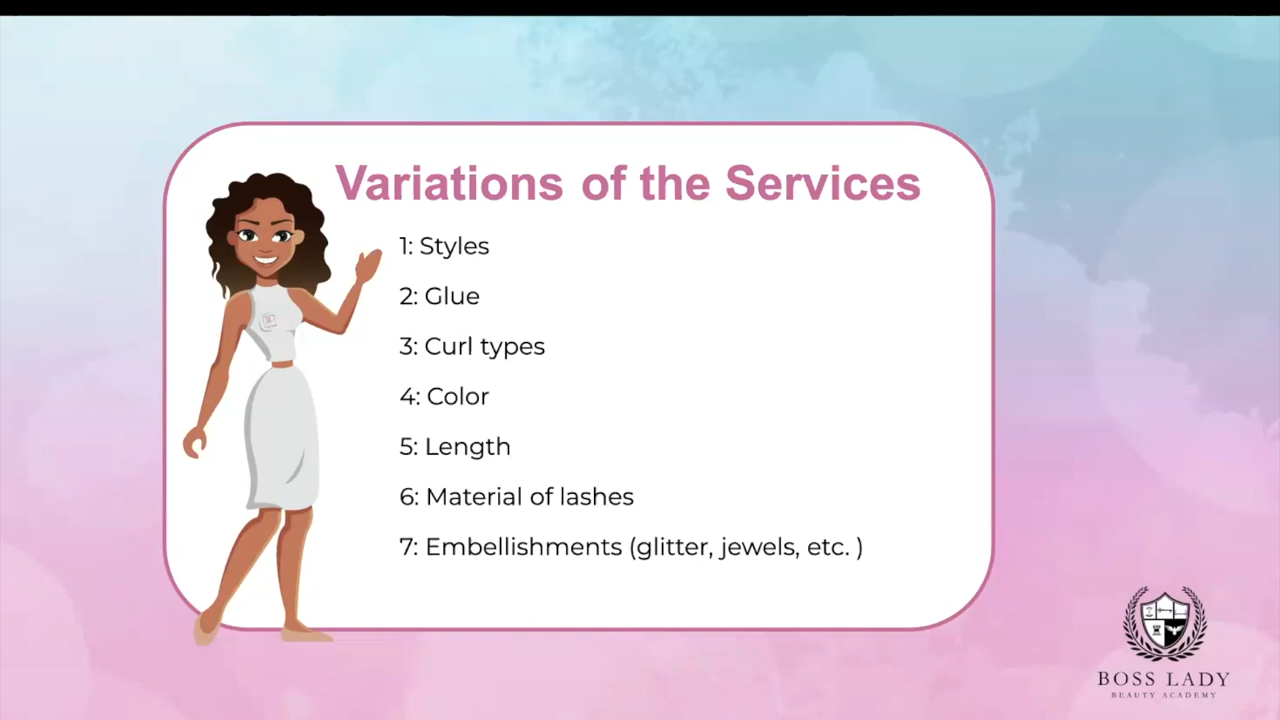 Variations of the Services
1: Styles
2: Glue
3: Curl types
4: Color
5: Length
6: Material of lashes
7: Embellishments (glitter, jewels, etc. )
BOSS LADY
BEAUTY ACADEMY